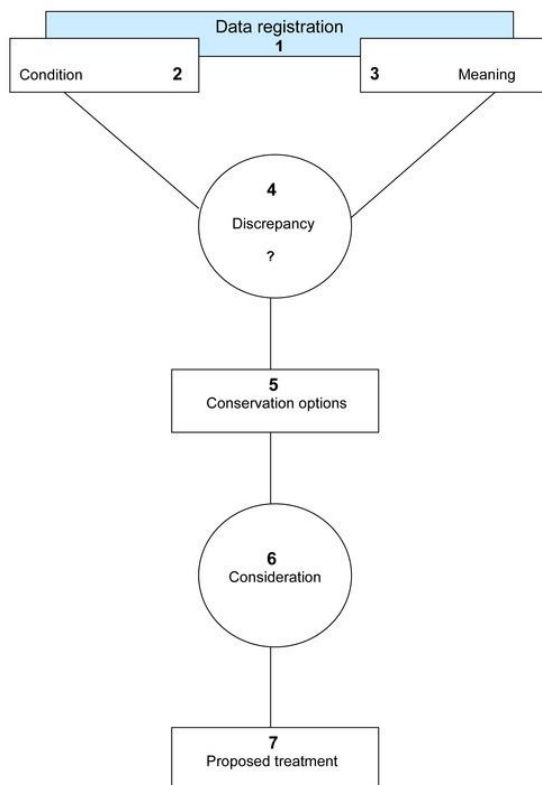 Data registration
1
Condition 2
3 Meaning
4
Discrepancy
?
5
Conservation options
6
Consideration
7
Proposed treatment